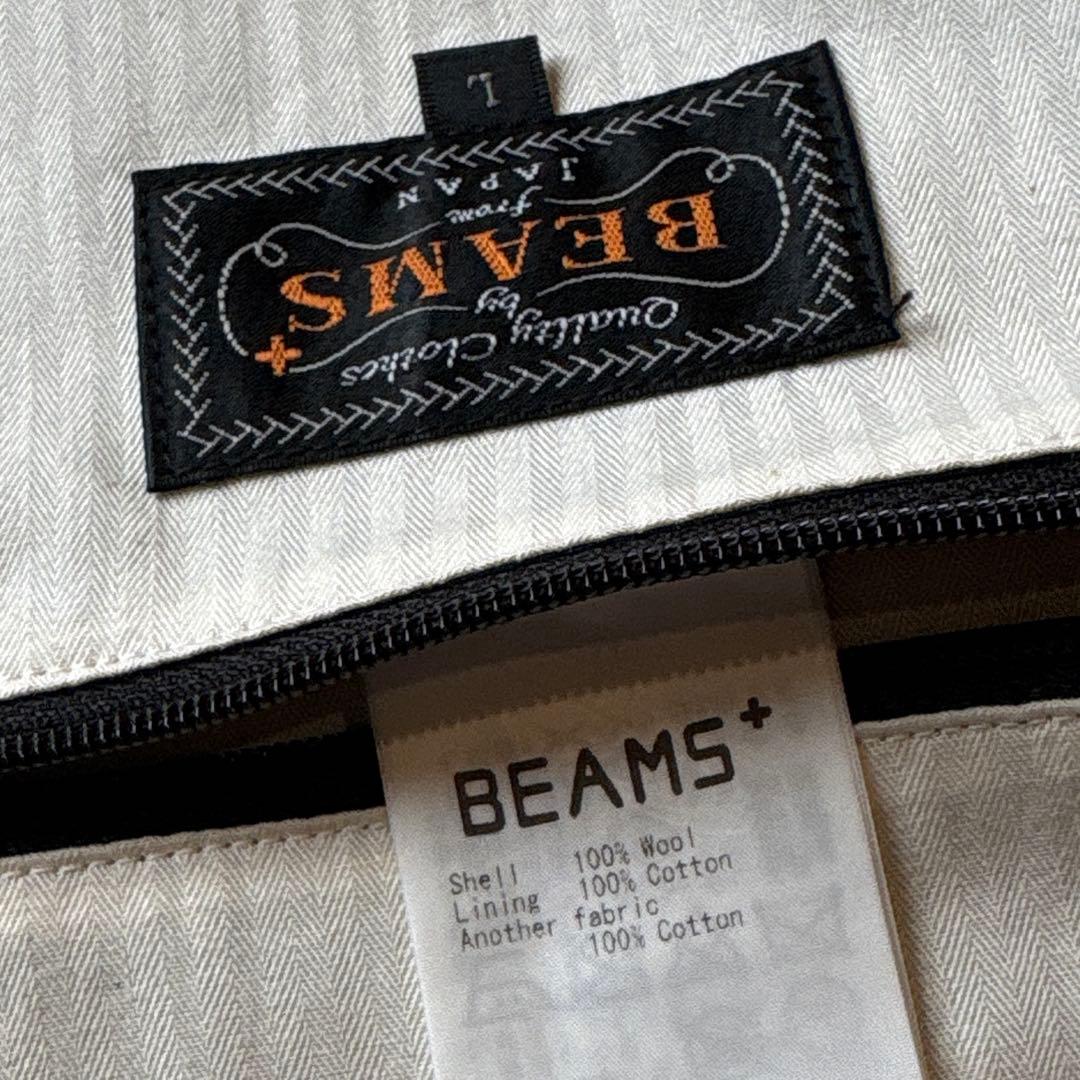 Quality Clothes
by
BEAMS+
from
JAPAN
L
BEAMS+
Shell 100% Wool
Lining 100% Cotton
Another fabric
100% Cotton